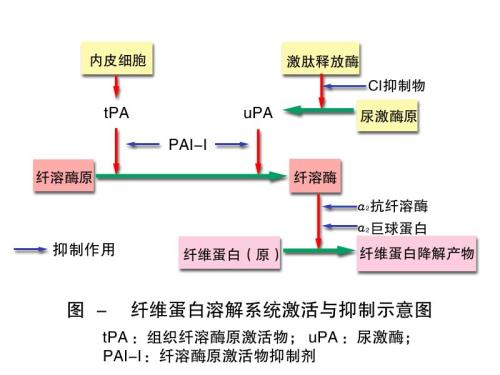 内皮细胞
激肽释放酶
CI抑制物
tPA
uPA
尿激酶原
PAI-I
纤溶酶原
纤溶酶
α₂抗纤溶酶
α₂巨球蛋白
抑制作用
纤维蛋白（原）
纤维蛋白降解产物
图 - 纤维蛋白溶解系统激活与抑制示意图
tPA：组织纤溶酶原激活物； uPA：尿激酶；
PAI-I：纤溶酶原激活物抑制剂